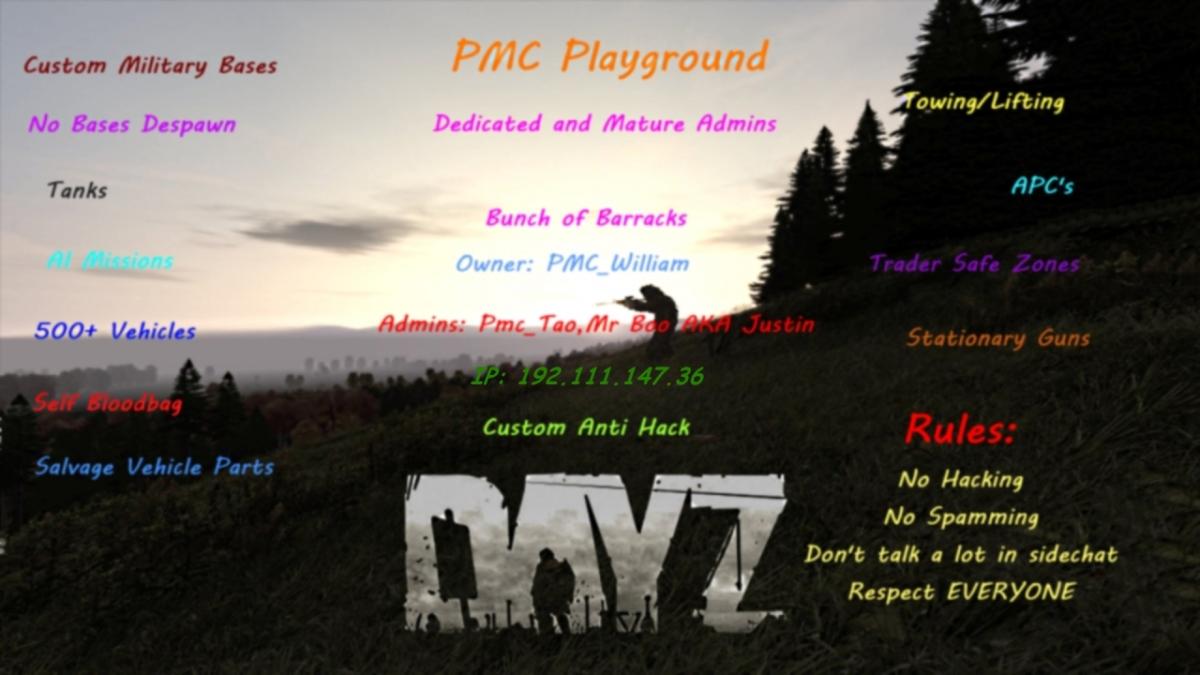 PMC Playground
Custom Military Bases
No Bases Despawn
Tanks
AI Missions
500+ Vehicles
Self Bloodbag
Salvage Vehicle Parts
Dedicated and Mature Admins
Bunch of Barracks
Owner: PMC_William
Admins: Pmc_Tao,Mr Boo AKA Justin
IP: 192.111.147.36
Custom Anti Hack
DAYZ
Towing/Lifting
APC's
Trader Safe Zones
Stationary Guns
Rules:
No Hacking
No Spamming
Don't talk a lot in sidechat
Respect EVERYONE